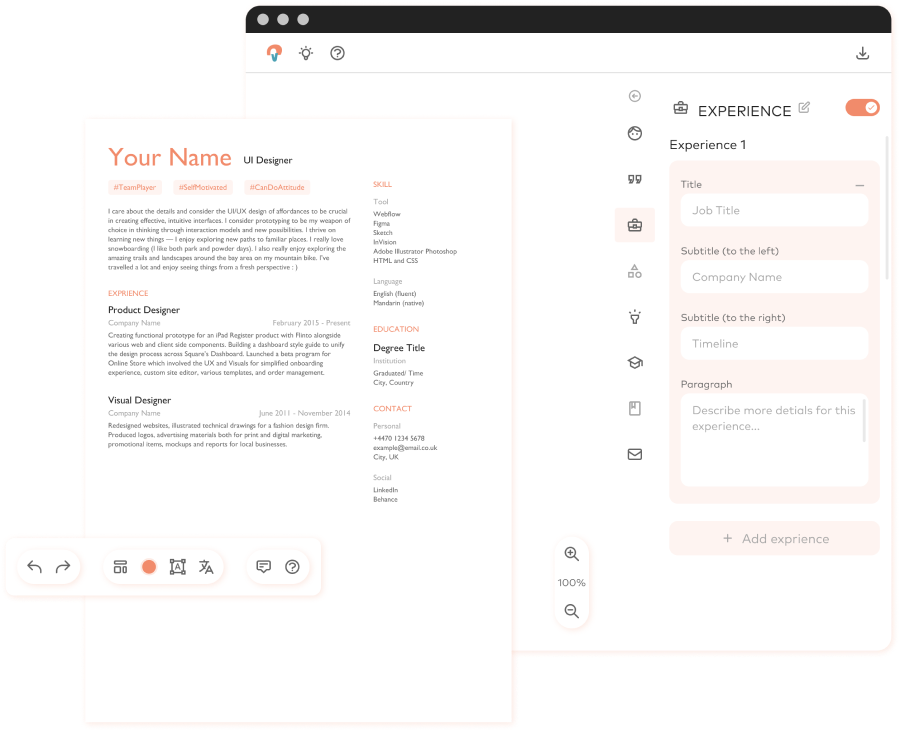 EXPERIENCE
Experience 1
Title
Job Title
Subtitle (to the left)
Company Name
Subtitle (to the right)
Timeline
Paragraph
Describe more detials for this
experience...
+ Add exprience
100%
Your Name UI Designer
#TeamPlayer #SelfMotivated #CanDoAttitude
I care about the details and consider the UI/UX design of affordances to be crucial
in creating effective, intuitive interfaces. I consider prototyping to be my weapon of
choice in thinking through interaction models and new possibilities. I thrive on
learning new things — I enjoy exploring new paths to familiar places. I really love
snowboarding (I like both park and powder days). I also really enjoy exploring the
amazing trails and landscapes around the bay area on my mountain bike. I've
travelled a lot and enjoy seeing things from a fresh perspective : )
EXPRIENCE
Product Designer
Company Name February 2015 - Present
Creating functional prototype for an iPad Register product with Flinto alongside
various web and client side components. Building a dashboard style guide to unify
the design process across Square's Dashboard. Launched a beta program for
Online Store which involved the UX and Visuals for simplified onboarding
experience, custom site editor, various templates, and order management.
Visual Designer
Company Name June 2011 - November 2014
Redesigned websites, illustrated technical drawings for a fashion design firm.
Produced logos, advertising materials both for print and digital marketing,
promotional items, mockups and reports for local businesses.
SKILL
Tool
Webflow
Figma
Sketch
InVision
Adobe Illustrator Photoshop
HTML and CSS
Language
English (fluent)
Mandarin (native)
EDUCATION
Degree Title
Institution
Graduated/ Time
City, Country
CONTACT
Personal
+4470 1234 5678
example@email.co.uk
City, UK
Social
LinkedIn
Behance
A